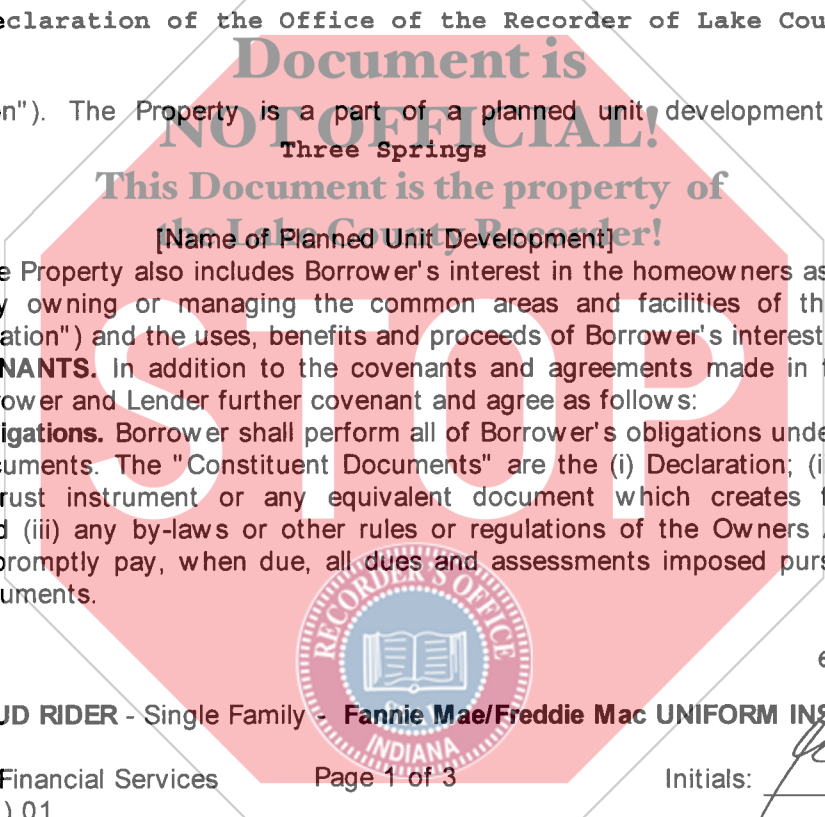 eclaration of the Office of the Recorder of Lake Cou
Document is
n"). The Property is a part of a planned unit development
NOT OFFICIAL!
Three Springs
This Document is the property of
the Lake County Recorder!
[Name of Planned Unit Development]
e Property also includes Borrower's interest in the homeowners as
y owning or managing the common areas and facilities of th
ation") and the uses, benefits and proceeds of Borrower's interest
NANTS. In addition to the covenants and agreements made in t
ower and Lender further covenant and agree as follows:
igations. Borrower shall perform all of Borrower's obligations unde
cuments. The "Constituent Documents" are the (i) Declaration; (i
rust instrument or any equivalent document which creates t
d (iii) any by-laws or other rules or regulations of the Owners
promptly pay, when due, all dues and assessments imposed purs
uments.
STOP
RECORDER'S OFFICE
INDIANA
UD RIDER - Single Family - Fannie Mae/Freddie Mac UNIFORM INS
Financial Services
Page 1 of 3
Initials:
) 01